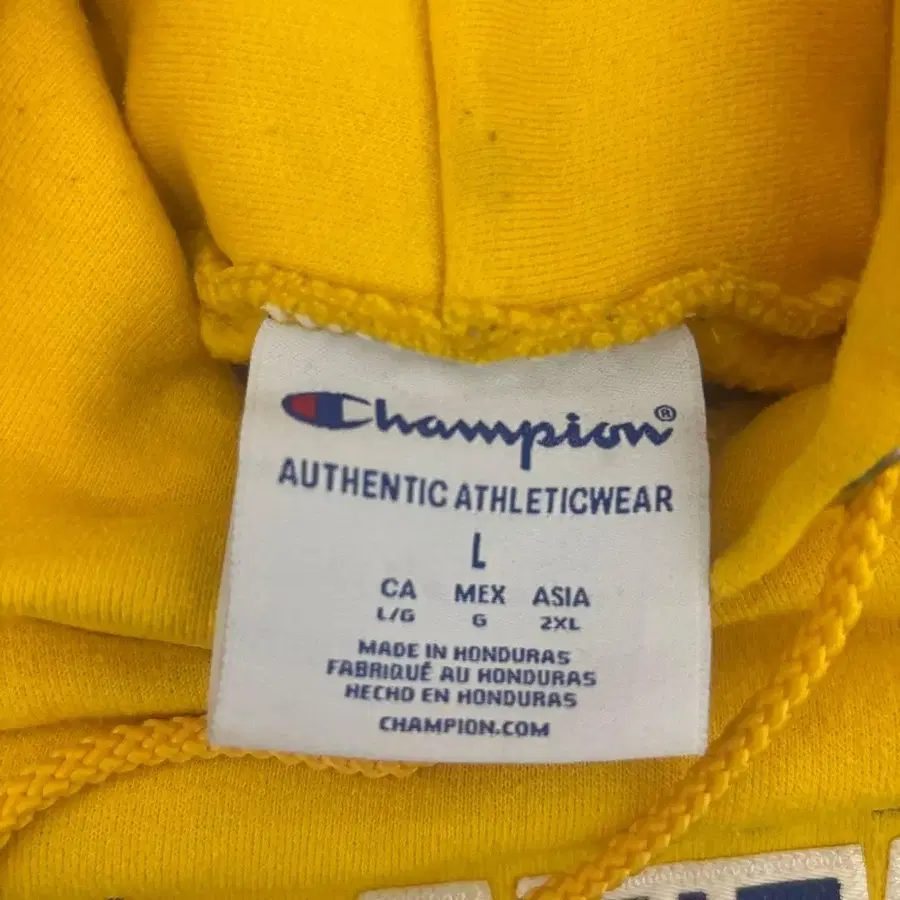 Champion®
AUTHENTIC ATHLETICWEAR
L
CA MEX ASIA
L/G G 2XL
MADE IN HONDURAS
FABRIQUÉ AU HONDURAS
HECHO EN HONDURAS
CHAMPION.COM